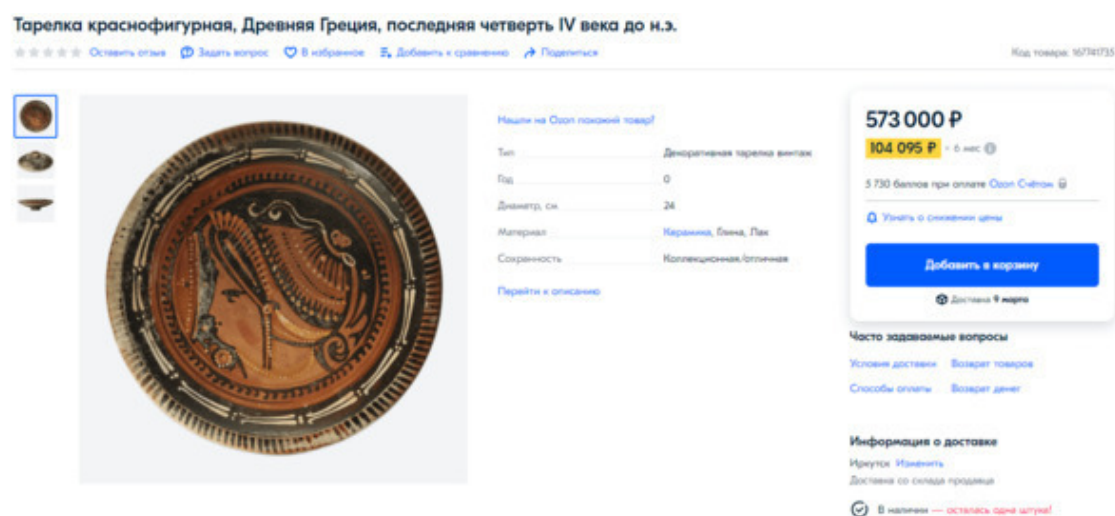 Тарелка краснофигурная, Древняя Греция, последняя четверть IV века до н.э.
Оставить отзыв Задать вопрос В избранное Добавить к сравнению Поделиться Код товара: 167741735
573 000 ₽
104 095 ₽ × 6 мес
5 730 баллов при оплате Ozon Счётом
Узнать о снижении цены
Добавить в корзину
Доставка 9 марта
Нашли на Ozon похожий товар?
Тип Декоративная тарелка винтаж
Год 0
Диаметр, см 24
Материал Керамика, Глина, Лак
Сохранность Коллекционная/отличная
Перейти к описанию
Часто задаваемые вопросы
Условия доставки Возврат товаров
Способы оплаты Возврат денег
Информация о доставке
Иркутск Изменить
Доставка со склада продавца
В наличии — осталась одна штука!